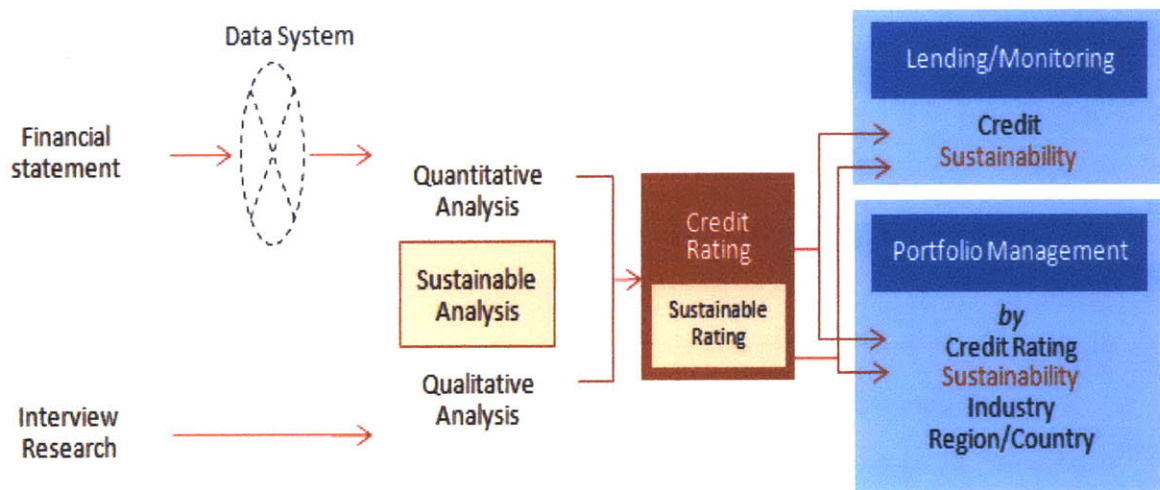 Data System
Financial
statement
Quantitative
Analysis
Sustainable
Analysis
Qualitative
Analysis
Interview
Research
Credit
Rating
Sustainable
Rating
Lending/Monitoring
Credit
Sustainability
Portfolio Management
by
Credit Rating
Sustainability
Industry
Region/Country